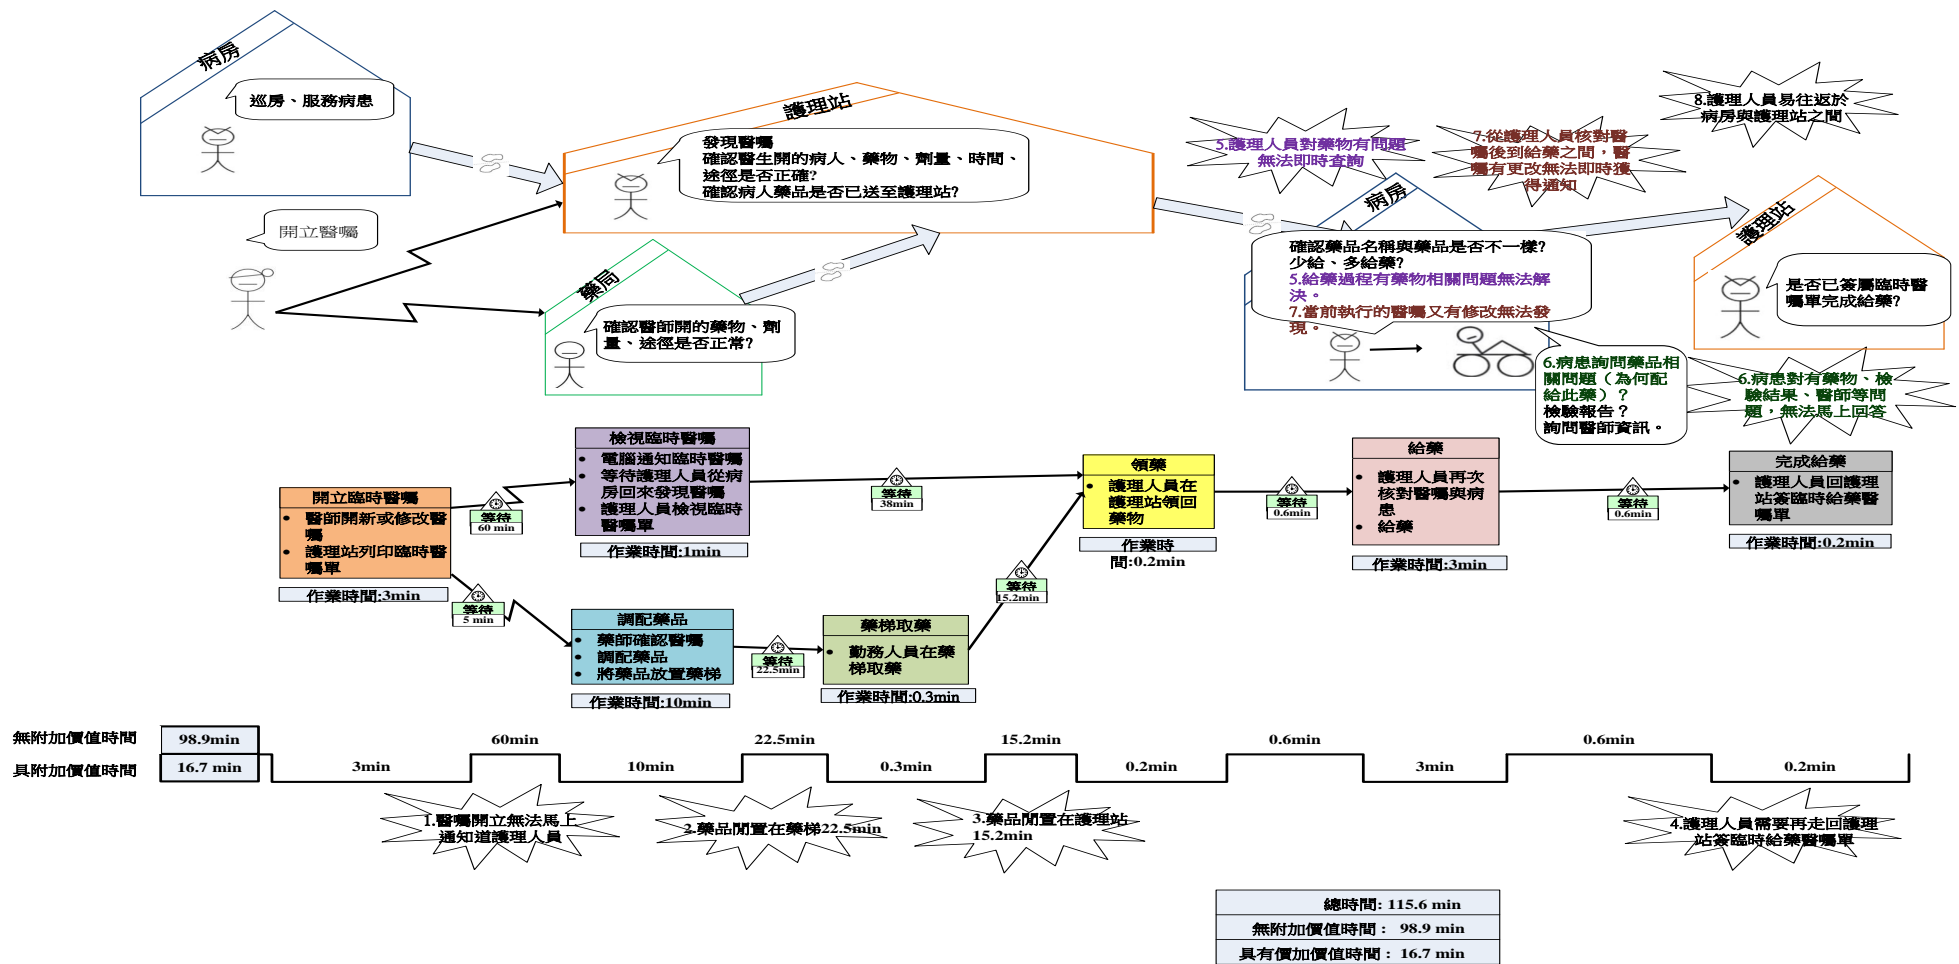 病房
巡房、服務病患
護理站
發現醫囑
確認醫生開的病人、藥物、劑量、時間、
途徑是否正確?
確認病人藥品是否已送至護理站?
開立醫囑
藥局
確認醫師開的藥物、劑
量、途徑是否正常?
5.護理人員對藥物有問題
無法即時查詢
7.從護理人員核對醫
囑後到給藥之間，醫
囑有更改無法即時獲
得通知
8.護理人員易往返於
病房與護理站之間
病房
確認藥品名稱與藥品是否不一樣?
少給、多給藥?
5.給藥過程有藥物相關問題無法解
決。
7.當前執行的醫囑又有修改無法發
現。
護理站
是否已簽屬臨時醫
囑單完成給藥?
6.病患詢問藥品相
關問題（為何配
給此藥）？
檢驗報告？
詢問醫師資訊。
6.病患對有藥物、檢
驗結果、醫師等問
題，無法馬上回答
開立臨時醫囑
• 醫師開新或修改醫
囑
• 護理站列印臨時醫
囑單
作業時間:3min
等待
60 min
等待
5 min
檢視臨時醫囑
• 電腦通知臨時醫囑
• 等待護理人員從病
房回來發現醫囑
• 護理人員檢視臨時
醫囑單
作業時間:1min
等待
38min
調配藥品
• 藥師確認醫囑
• 調配藥品
• 將藥品放置藥梯
作業時間:10min
等待
22.5min
藥梯取藥
• 勤務人員在藥
梯取藥
作業時間:0.3min
等待
15.2min
領藥
• 護理人員在
護理站領回
藥物
作業時
間:0.2min
等待
0.6min
給藥
• 護理人員再次
核對醫囑與病
患
• 給藥
作業時間:3min
等待
0.6min
完成給藥
• 護理人員回護理
站簽臨時給藥醫
囑單
作業時間:0.2min
無附加價值時間 98.9min 60min 22.5min 15.2min 0.6min 0.6min
具附加價值時間 16.7 min 3min 10min 0.3min 0.2min 3min 0.2min
1.醫囑開立無法馬上
通知道護理人員
2.藥品閒置在藥梯22.5min
3.藥品閒置在護理站
15.2min
4.護理人員需要再走回護理
站簽臨時給藥醫囑單
總時間: 115.6 min
無附加價值時間： 98.9 min
具有價加價值時間： 16.7 min